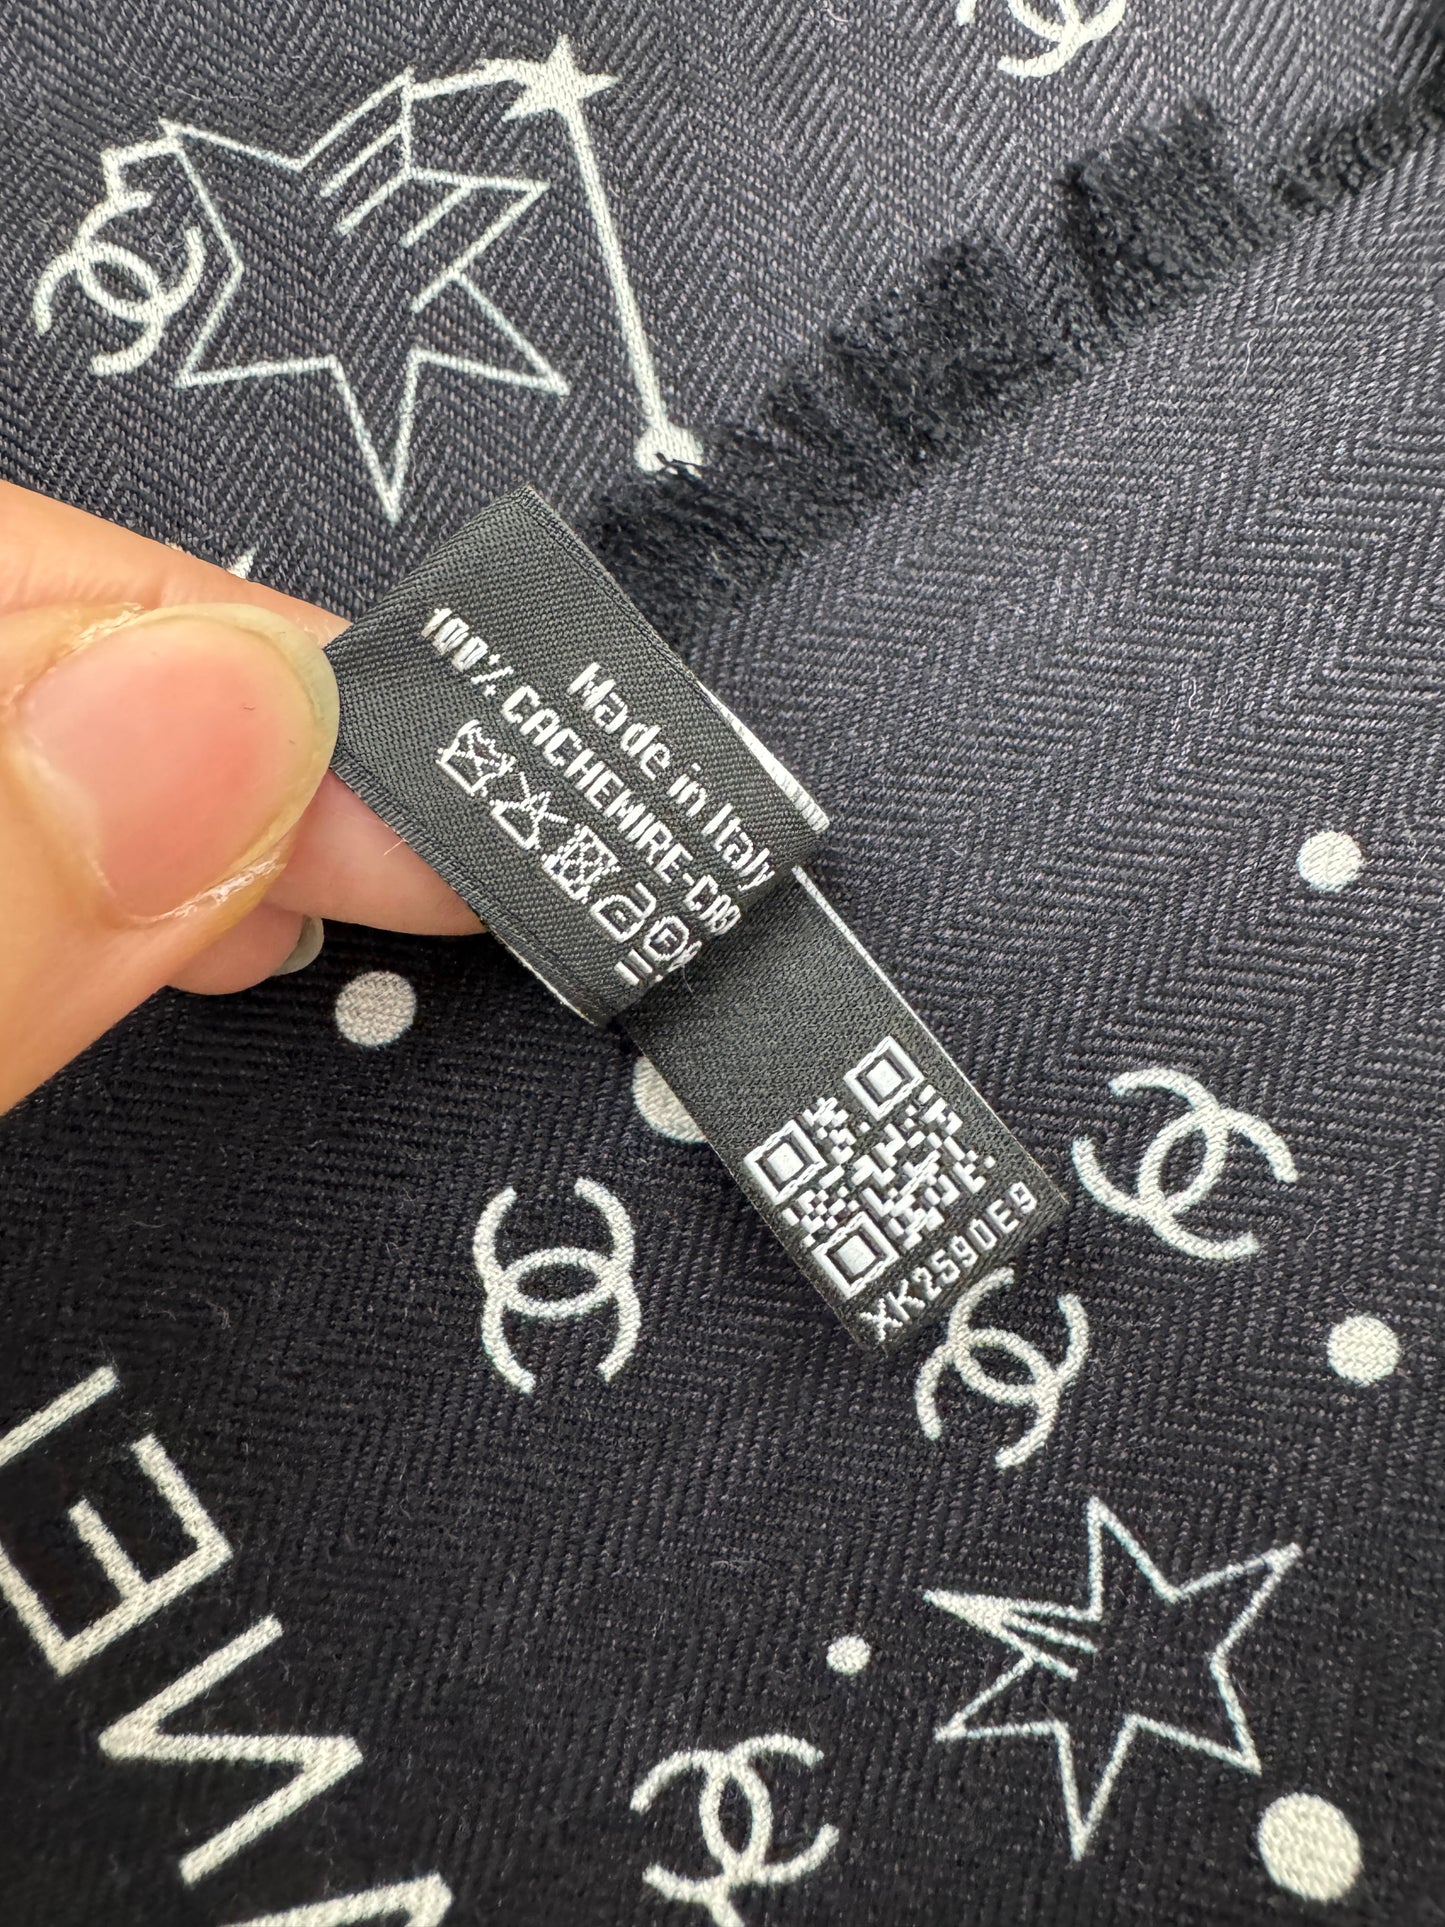 Made in Italy
100% CACHEMIRE-CA
XK2590E9